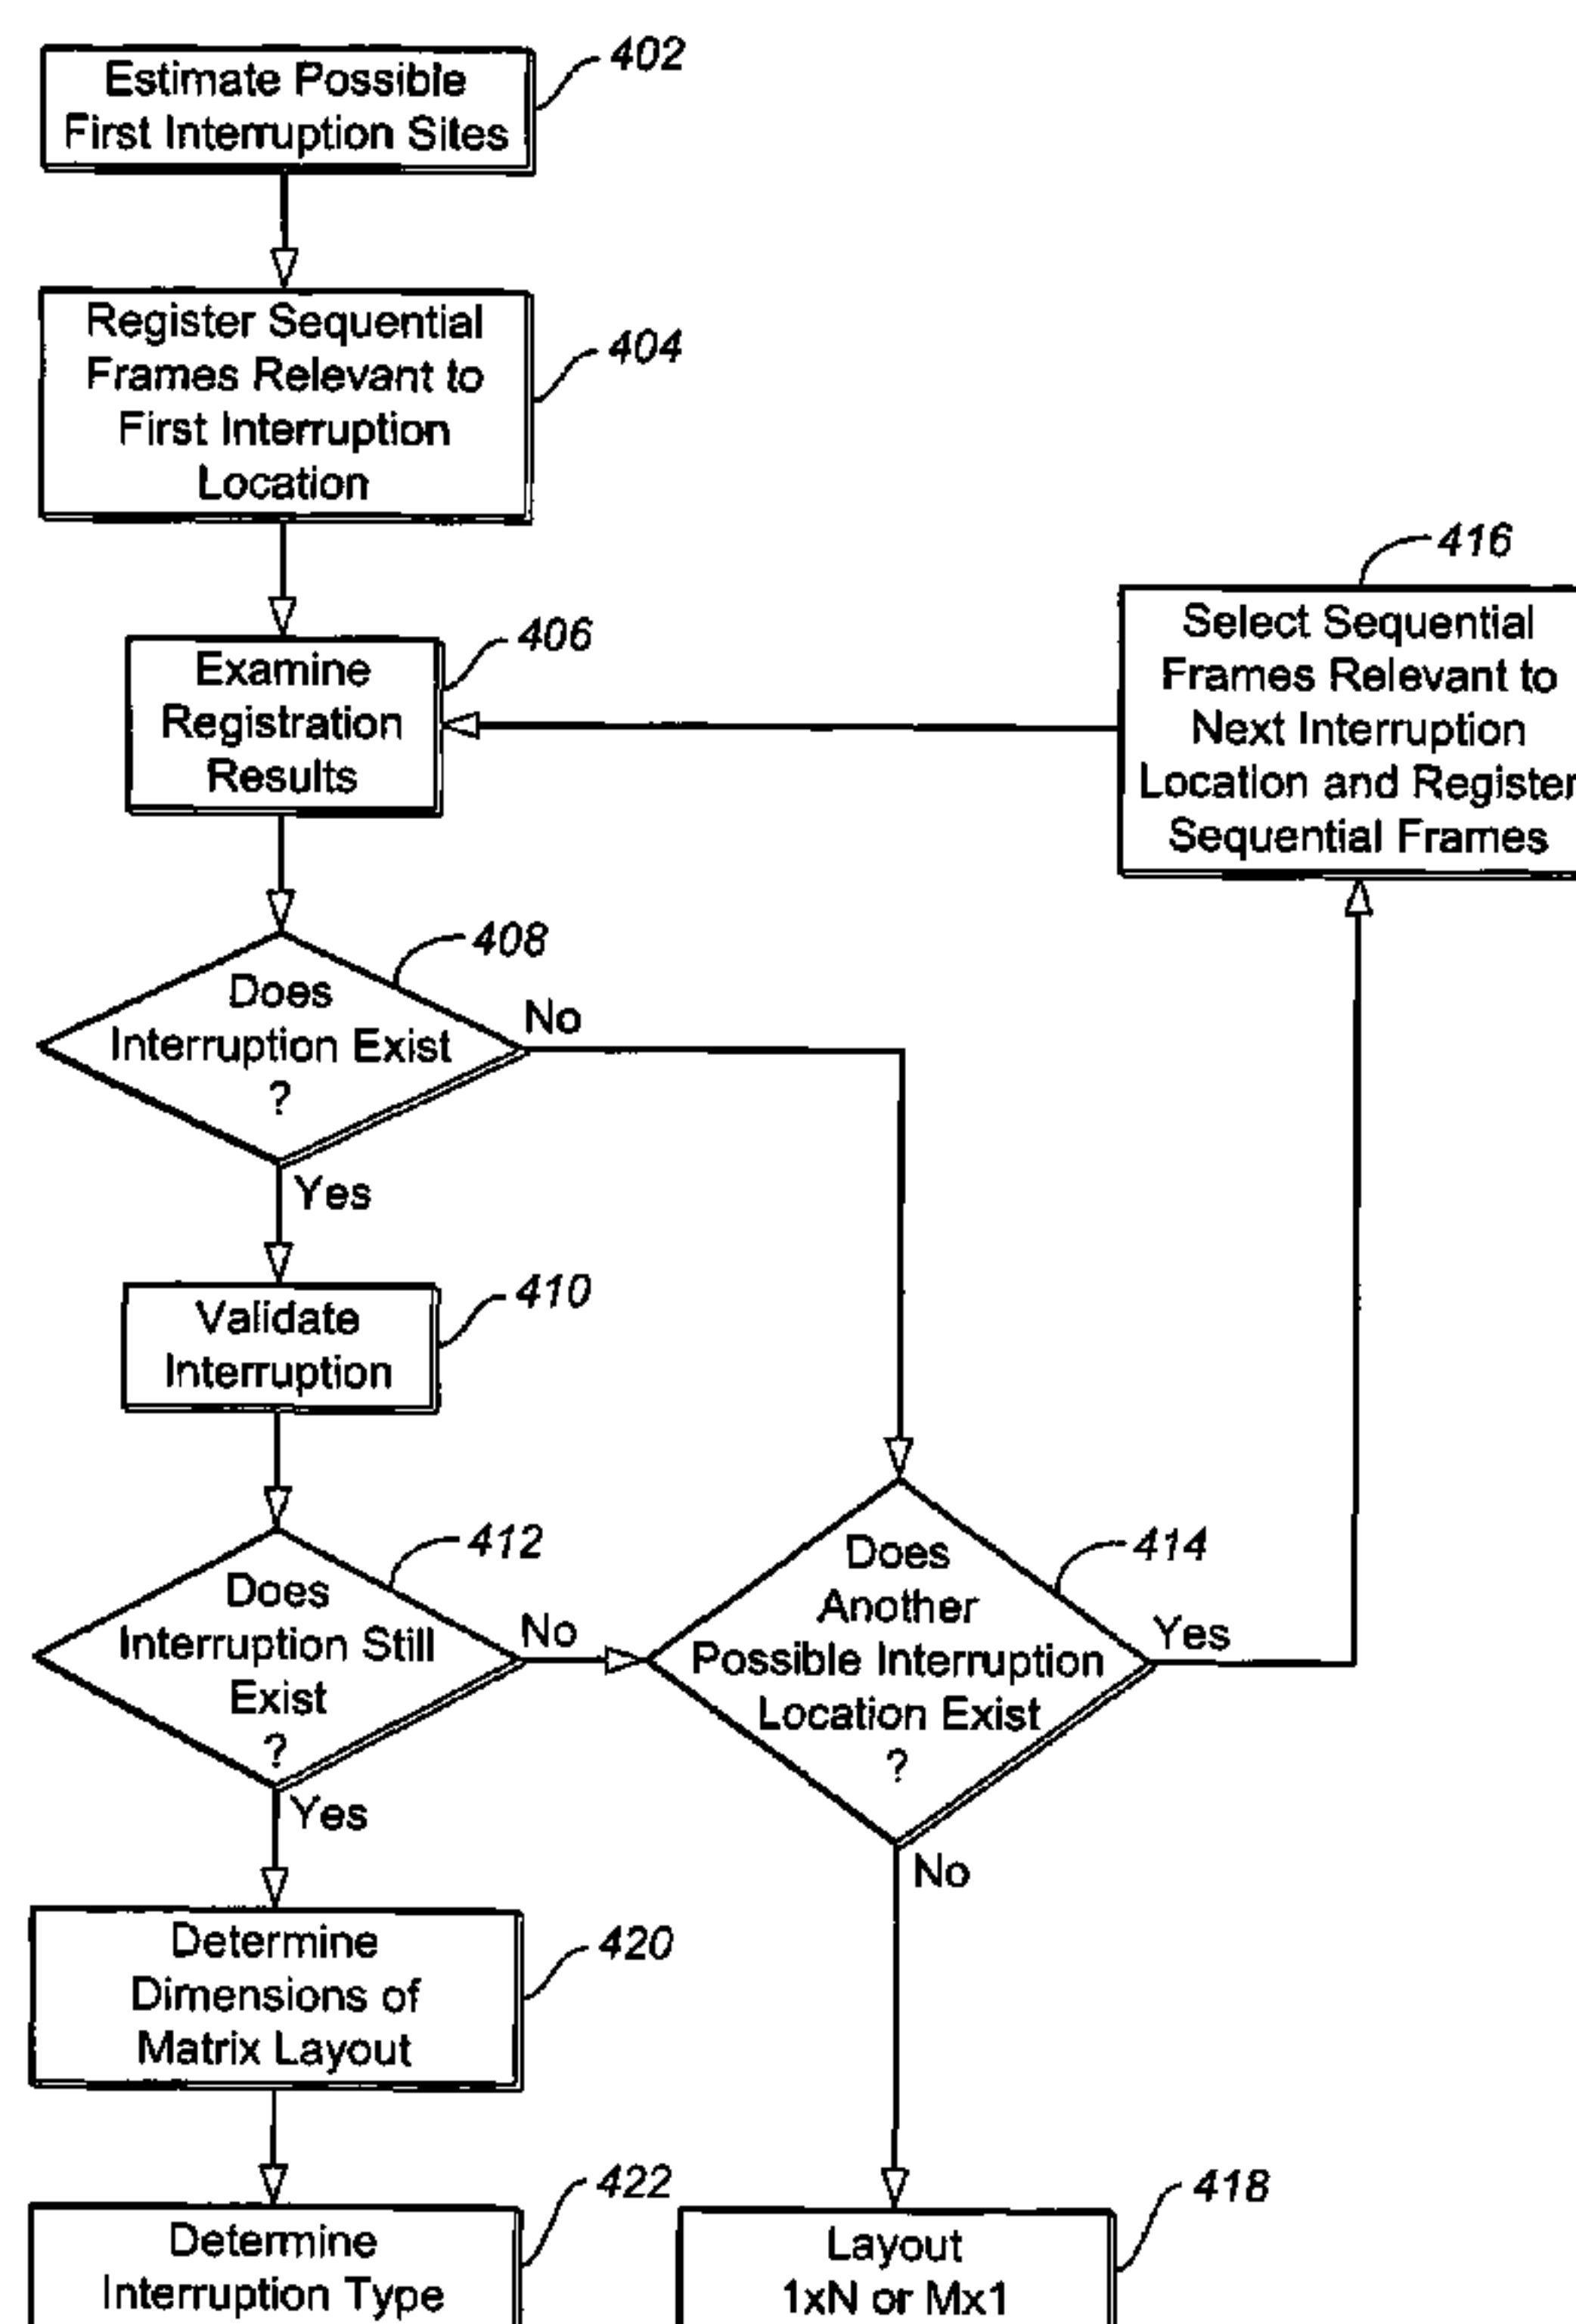 402
Estimate Possible
First Interruption Sites
404
Register Sequential
Frames Relevant to
First Interruption
Location
416
Select Sequential
Frames Relevant to
Next Interruption
Location and Register
Sequential Frames
406
Examine
Registration
Results
408
Does
Interruption Exist
?
No
Yes
410
Validate
Interruption
412
Does
Interruption Still
Exist
?
No
Yes
414
Does
Another
Possible Interruption
Location Exist
?
Yes
No
420
Determine
Dimensions of
Matrix Layout
422
Determine
Interruption Type
418
Layout
1xN or Mx1